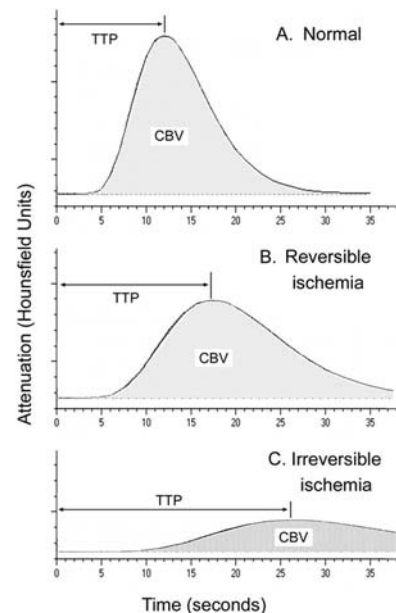 TTP
A. Normal
CBV
0 5 10 15 20 25 30 35
B. Reversible
ischemia
TTP
CBV
0 5 10 15 20 25 30 35
C. Irreversible
ischemia
TTP
CBV
0 5 10 15 20 25 30 35
Attenuation (Hounsfield Units)
Time (seconds)